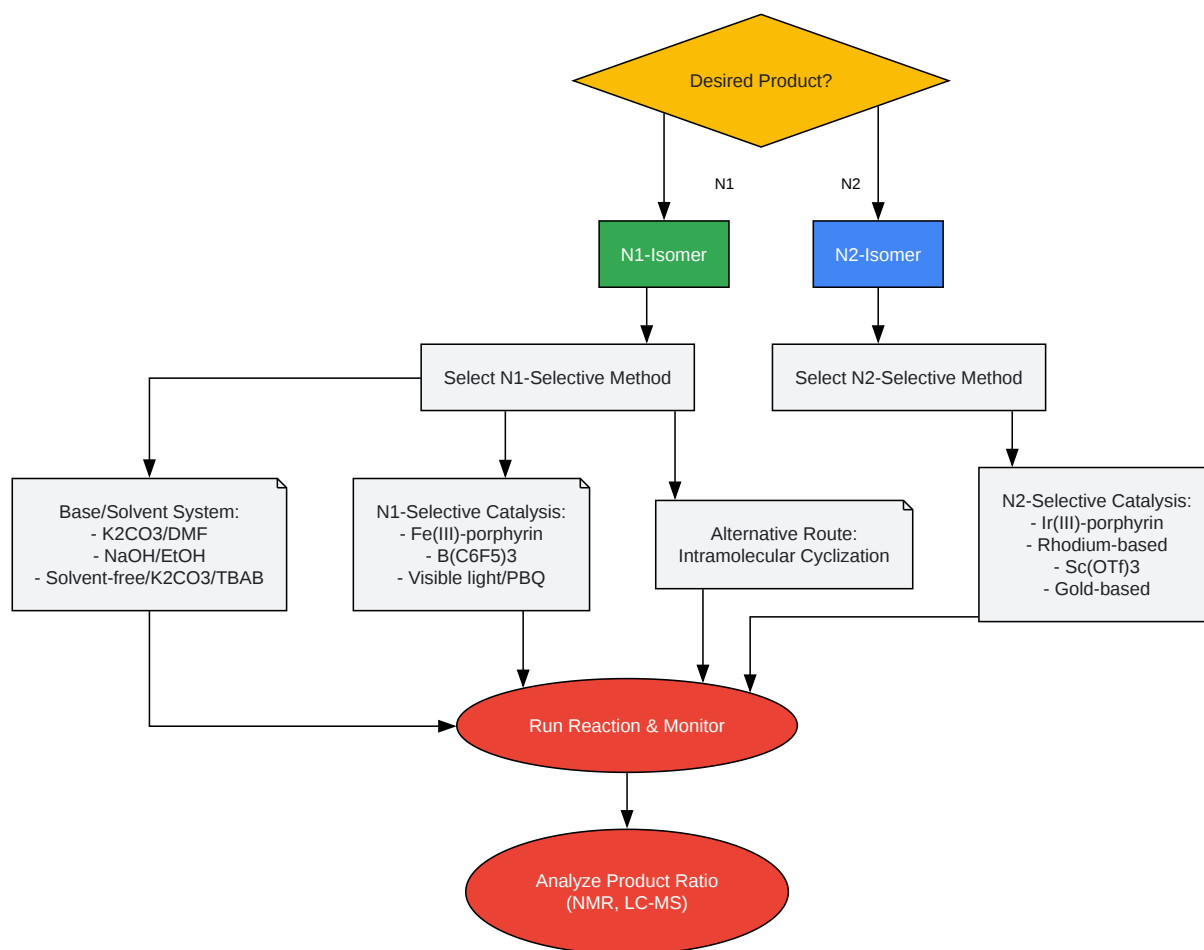 Desired Product?
N1
N2
N1-Isomer
N2-Isomer
Select N1-Selective Method
Select N2-Selective Method
Base/Solvent System:
- K2CO3/DMF
- NaOH/EtOH
- Solvent-free/K2CO3/TBAB
N1-Selective Catalysis:
- Fe(III)-porphyrin
- B(C6F5)3
- Visible light/PBQ
Alternative Route:
Intramolecular Cyclization
N2-Selective Catalysis:
- Ir(III)-porphyrin
- Rhodium-based
- Sc(OTf)3
- Gold-based
Run Reaction & Monitor
Analyze Product Ratio
(NMR, LC-MS)